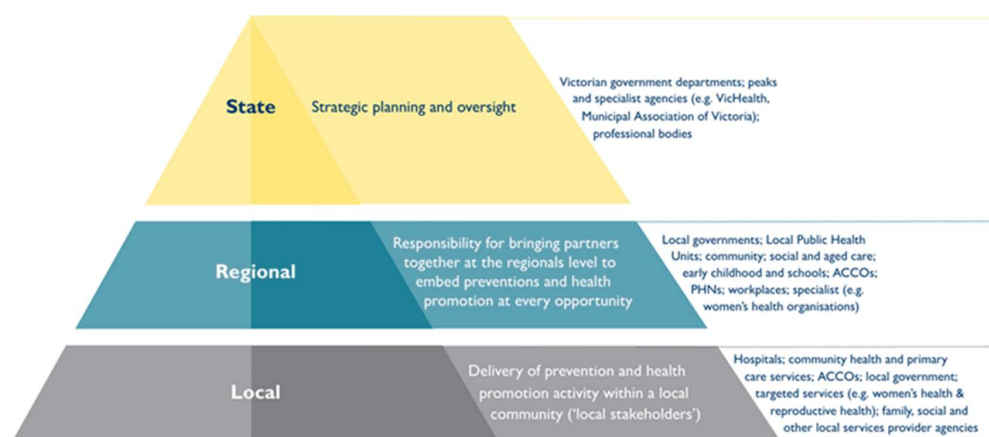 State
Strategic planning and oversight
Victorian government departments; peaks
and specialist agencies (e.g. VicHealth,
Municipal Association of Victoria);
professional bodies
Regional
Responsibility for bringing partners
together at the regionals level to
embed preventions and health
promotion at every opportunity
Local governments; Local Public Health
Units; community; social and aged care;
early childhood and schools; ACCOs;
PHNs; workplaces; specialist (e.g.
women's health organisations)
Local
Delivery of prevention and health
promotion activity within a local
community ('local stakeholders')
Hospitals; community health and primary
care services; ACCOs; local government;
targeted services (e.g. women's health &
reproductive health); family, social and
other local services provider agencies